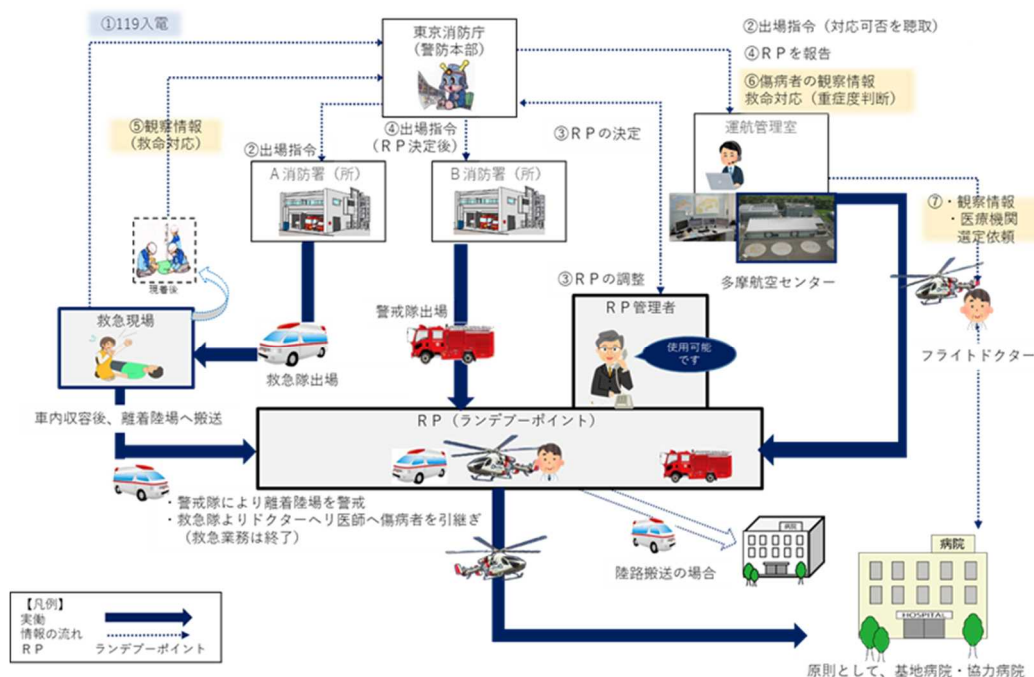 ①119入電
東京消防庁
(警防本部)
②出場指令(対応可否を聴取)
④RPを報告
⑥傷病者の観察情報
救命対応(重症度判断)
運航管理室
⑤観察情報
(救命対応)
②出場指令
④出場指令
(RP決定後)
③RPの決定
A消防署(所)
B消防署(所)
⑦・観察情報
・医療機関
選定依頼
現着後
③RPの調整
多摩航空センター
救急現場
警戒隊出場
RP管理者
使用可能
です
フライトドクター
救急隊出場
車内収容後、離着陸場へ搬送
RP(ランデブーポイント)
・警戒隊により離着陸場を警戒
・救急隊よりドクターヘリ医師へ傷病者を引継ぎ
(救急業務は終了)
陸路搬送の場合
病院
病院
HOSPITAL
【凡例】
実働
情報の流れ
RP ランデブーポイント
原則として、基地病院・協力病院